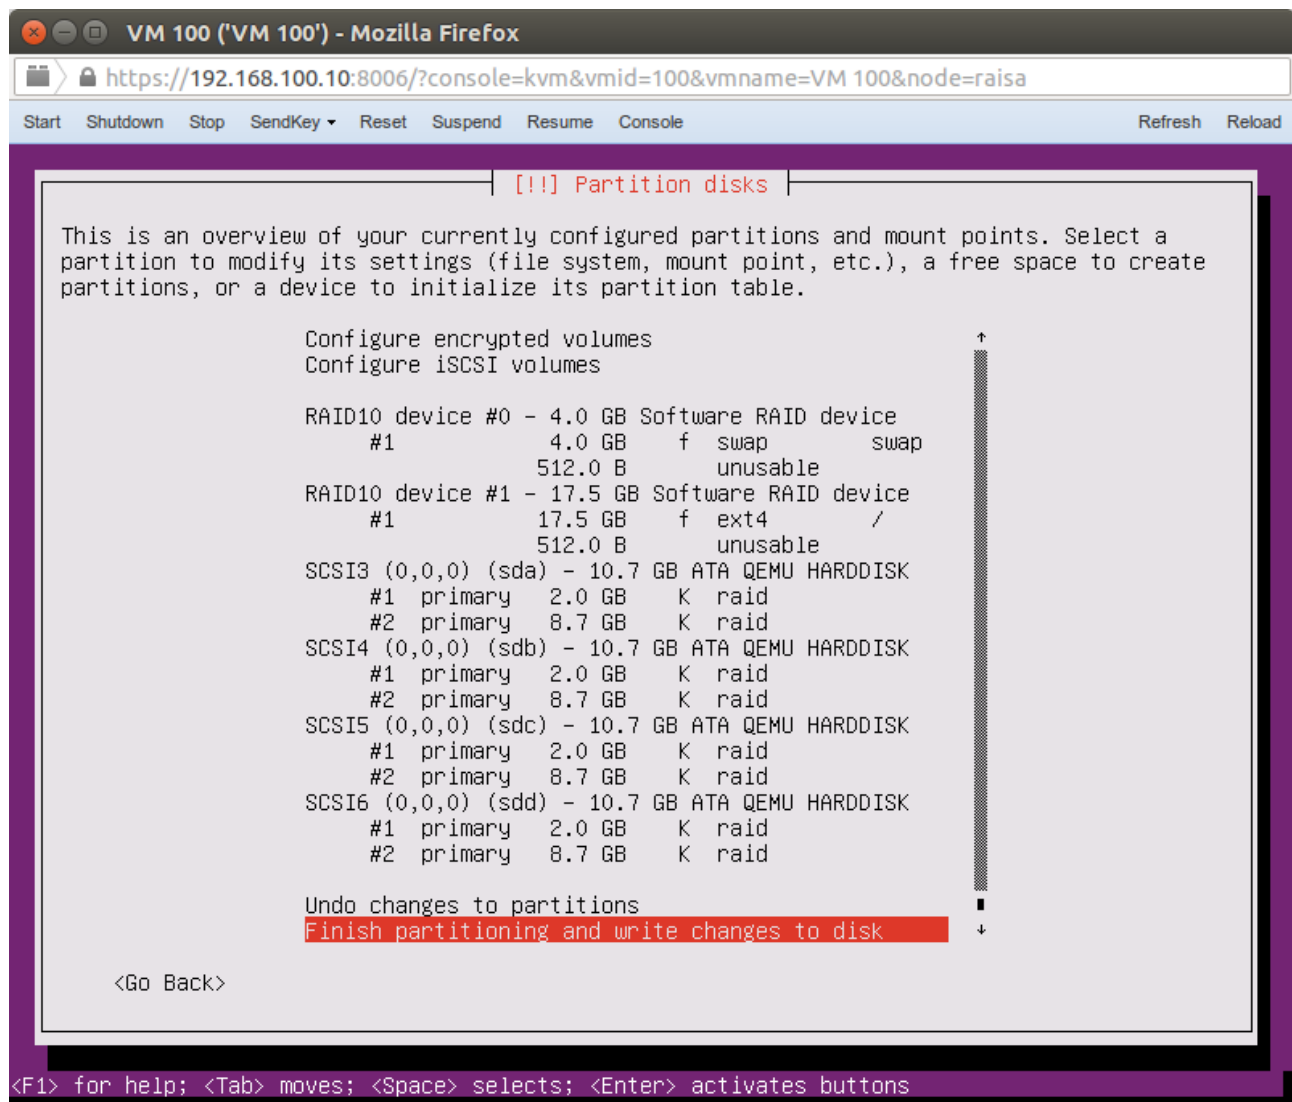 VM 100 ('VM 100') - Mozilla Firefox
https://192.168.100.10:8006/?console=kvm&vmid=100&vmname=VM 100&node=raisa
Start Shutdown Stop SendKey Reset Suspend Resume Console Refresh Reload
[!!] Partition disks
This is an overview of your currently configured partitions and mount points. Select a
partition to modify its settings (file system, mount point, etc.), a free space to create
partitions, or a device to initialize its partition table.
Configure encrypted volumes
Configure iSCSI volumes
RAID10 device #0 - 4.0 GB Software RAID device
#1 4.0 GB f swap swap
512.0 B unusable
RAID10 device #1 - 17.5 GB Software RAID device
#1 17.5 GB f ext4 /
512.0 B unusable
SCSI3 (0,0,0) (sda) - 10.7 GB ATA QEMU HARDDISK
#1 primary 2.0 GB K raid
#2 primary 8.7 GB K raid
SCSI4 (0,0,0) (sdb) - 10.7 GB ATA QEMU HARDDISK
#1 primary 2.0 GB K raid
#2 primary 8.7 GB K raid
SCSI5 (0,0,0) (sdc) - 10.7 GB ATA QEMU HARDDISK
#1 primary 2.0 GB K raid
#2 primary 8.7 GB K raid
SCSI6 (0,0,0) (sdd) - 10.7 GB ATA QEMU HARDDISK
#1 primary 2.0 GB K raid
#2 primary 8.7 GB K raid
Undo changes to partitions
Finish partitioning and write changes to disk
<Go Back>
<F1> for help; <Tab> moves; <Space> selects; <Enter> activates buttons